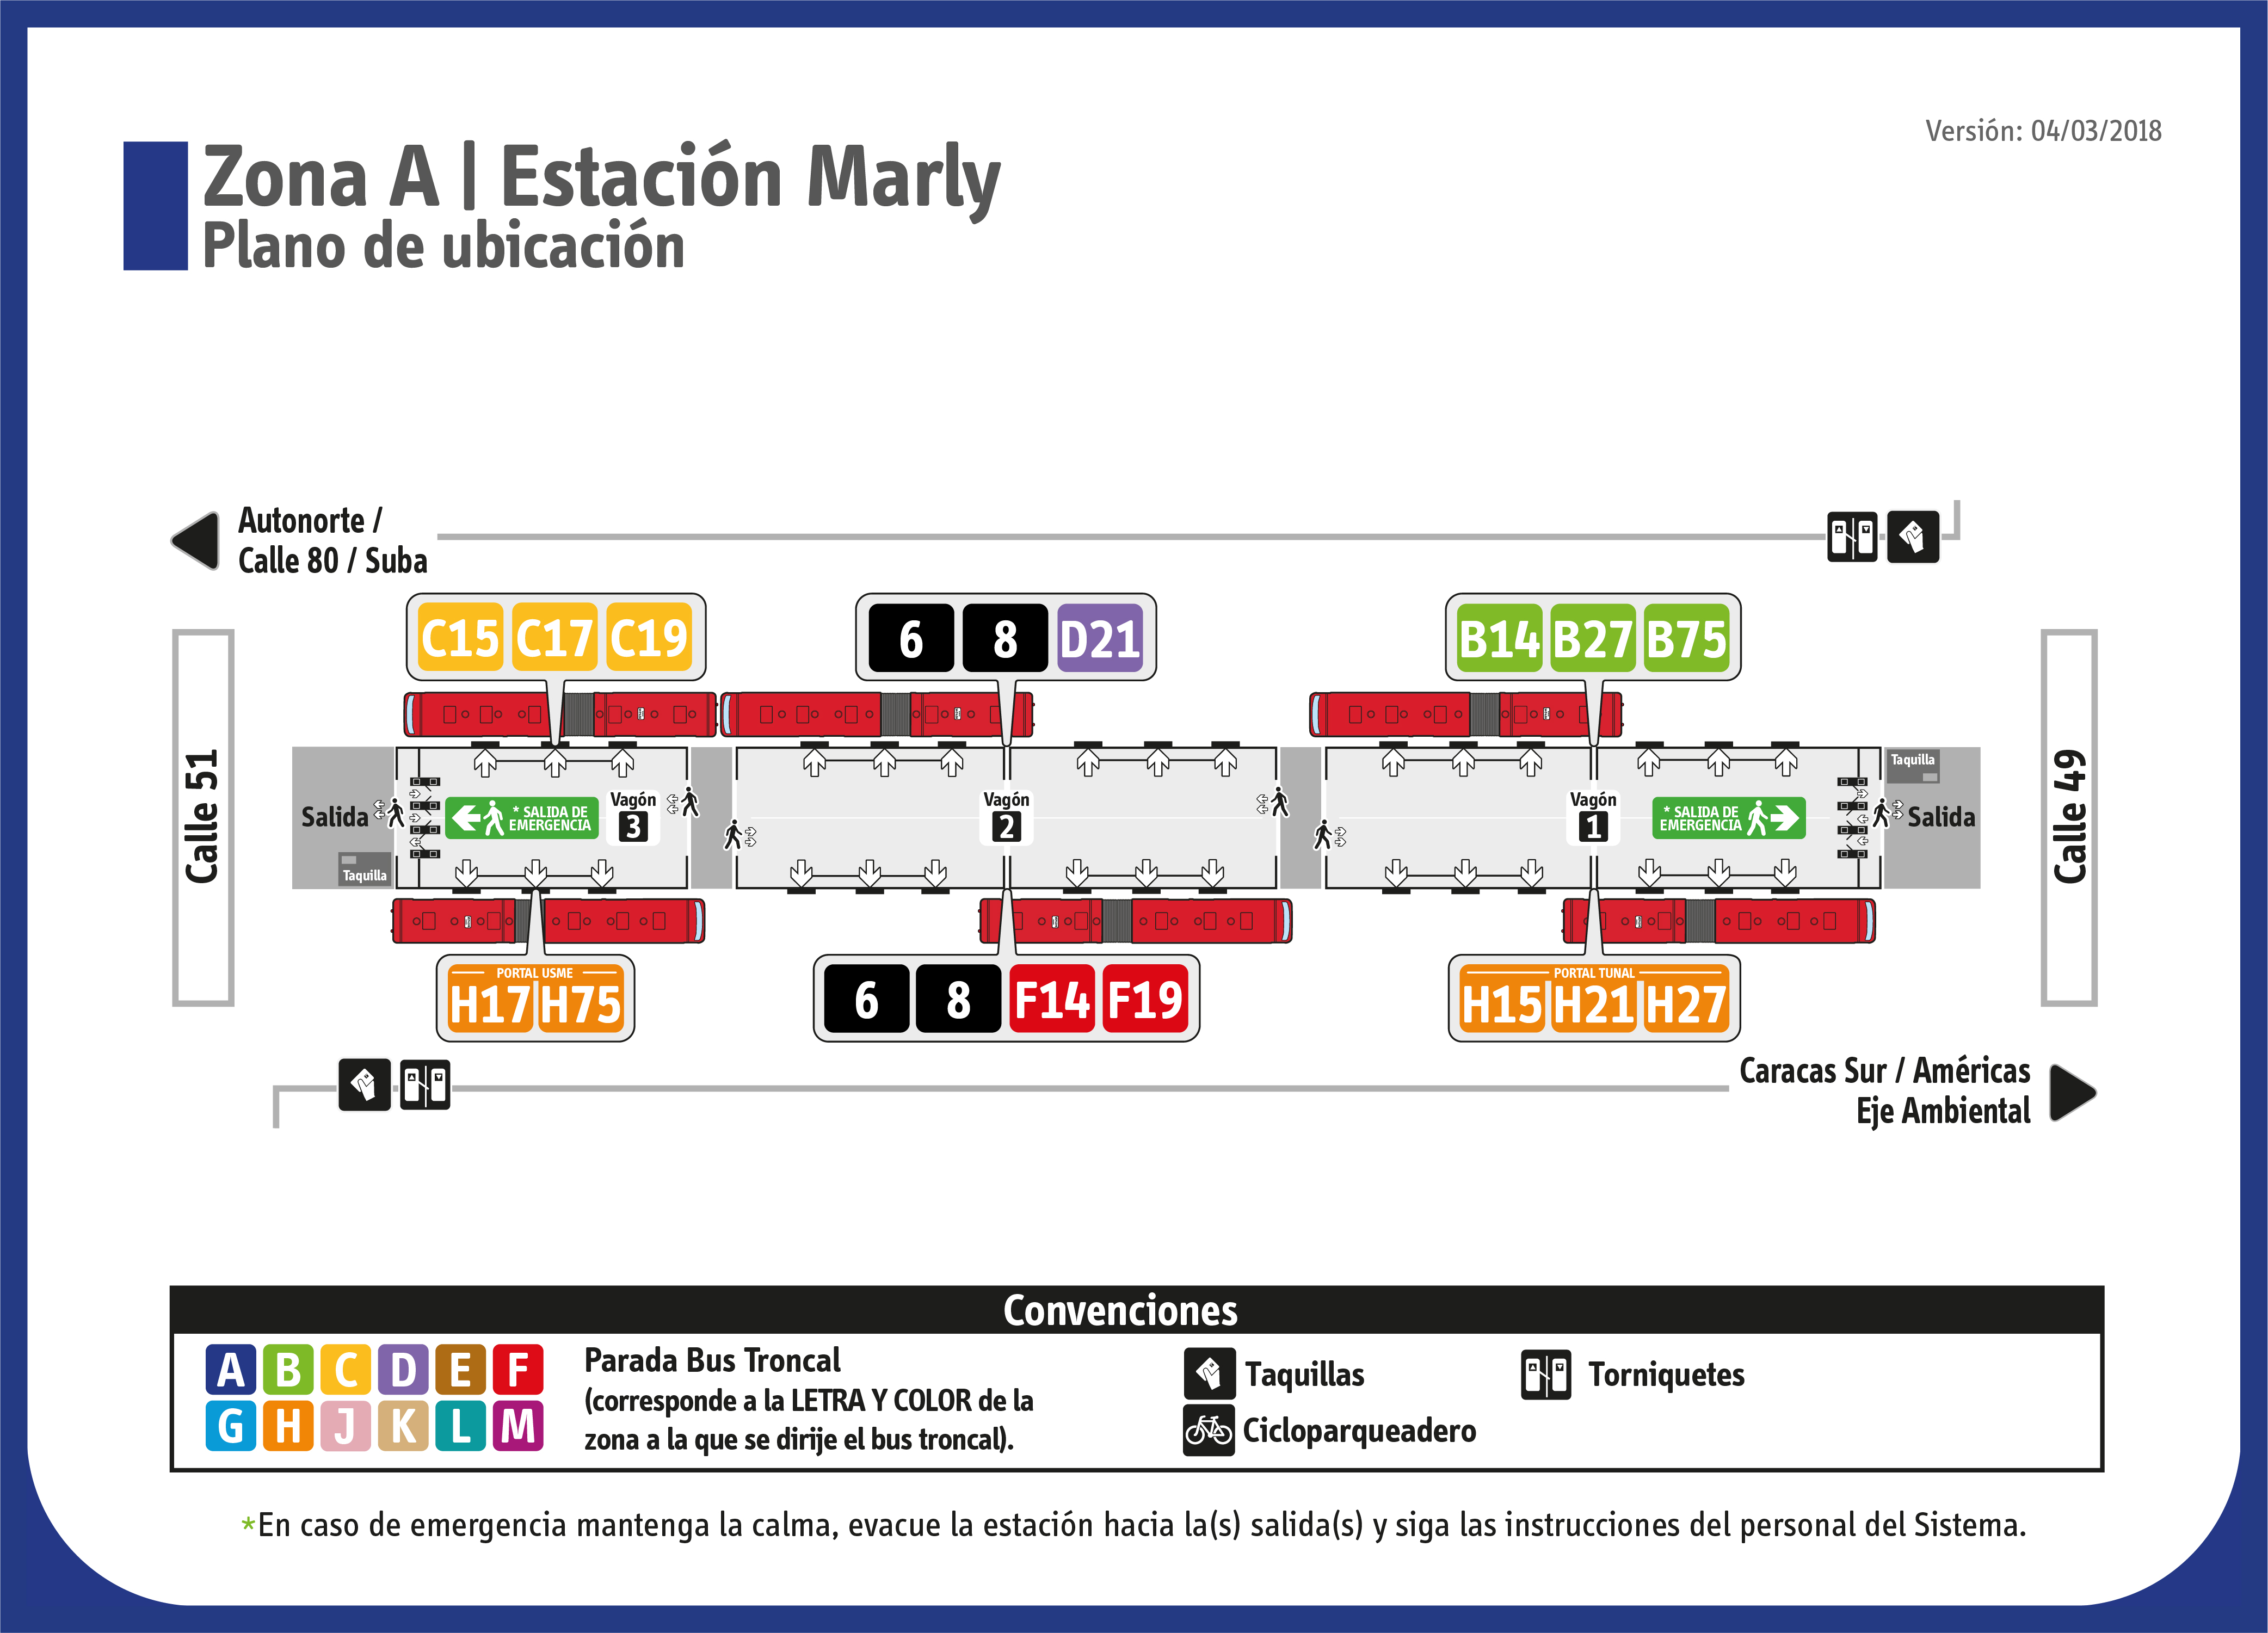 Versión: 04/03/2018
Zona A | Estación Marly
Plano de ubicación
Autonorte /
Calle 80 / Suba
C15 C17 C19
6 8 D21
B14 B27 B75
Calle 51
Calle 49
Taquilla
Salida
* SALIDA DE
EMERGENCIA
Vagón
3
Vagón
2
Vagón
1
* SALIDA DE
EMERGENCIA
Salida
Taquilla
PORTAL USME
H17 H75
6 8 F14 F19
PORTAL TUNAL
H15 H21 H27
Caracas Sur / Américas
Eje Ambiental
Convenciones
A B C D E F
G H J K L M
Parada Bus Troncal
(corresponde a la LETRA Y COLOR de la
zona a la que se dirije el bus troncal).
Taquillas
Cicloparqueadero
Torniquetes
*En caso de emergencia mantenga la calma, evacue la estación hacia la(s) salida(s) y siga las instrucciones del personal del Sistema.